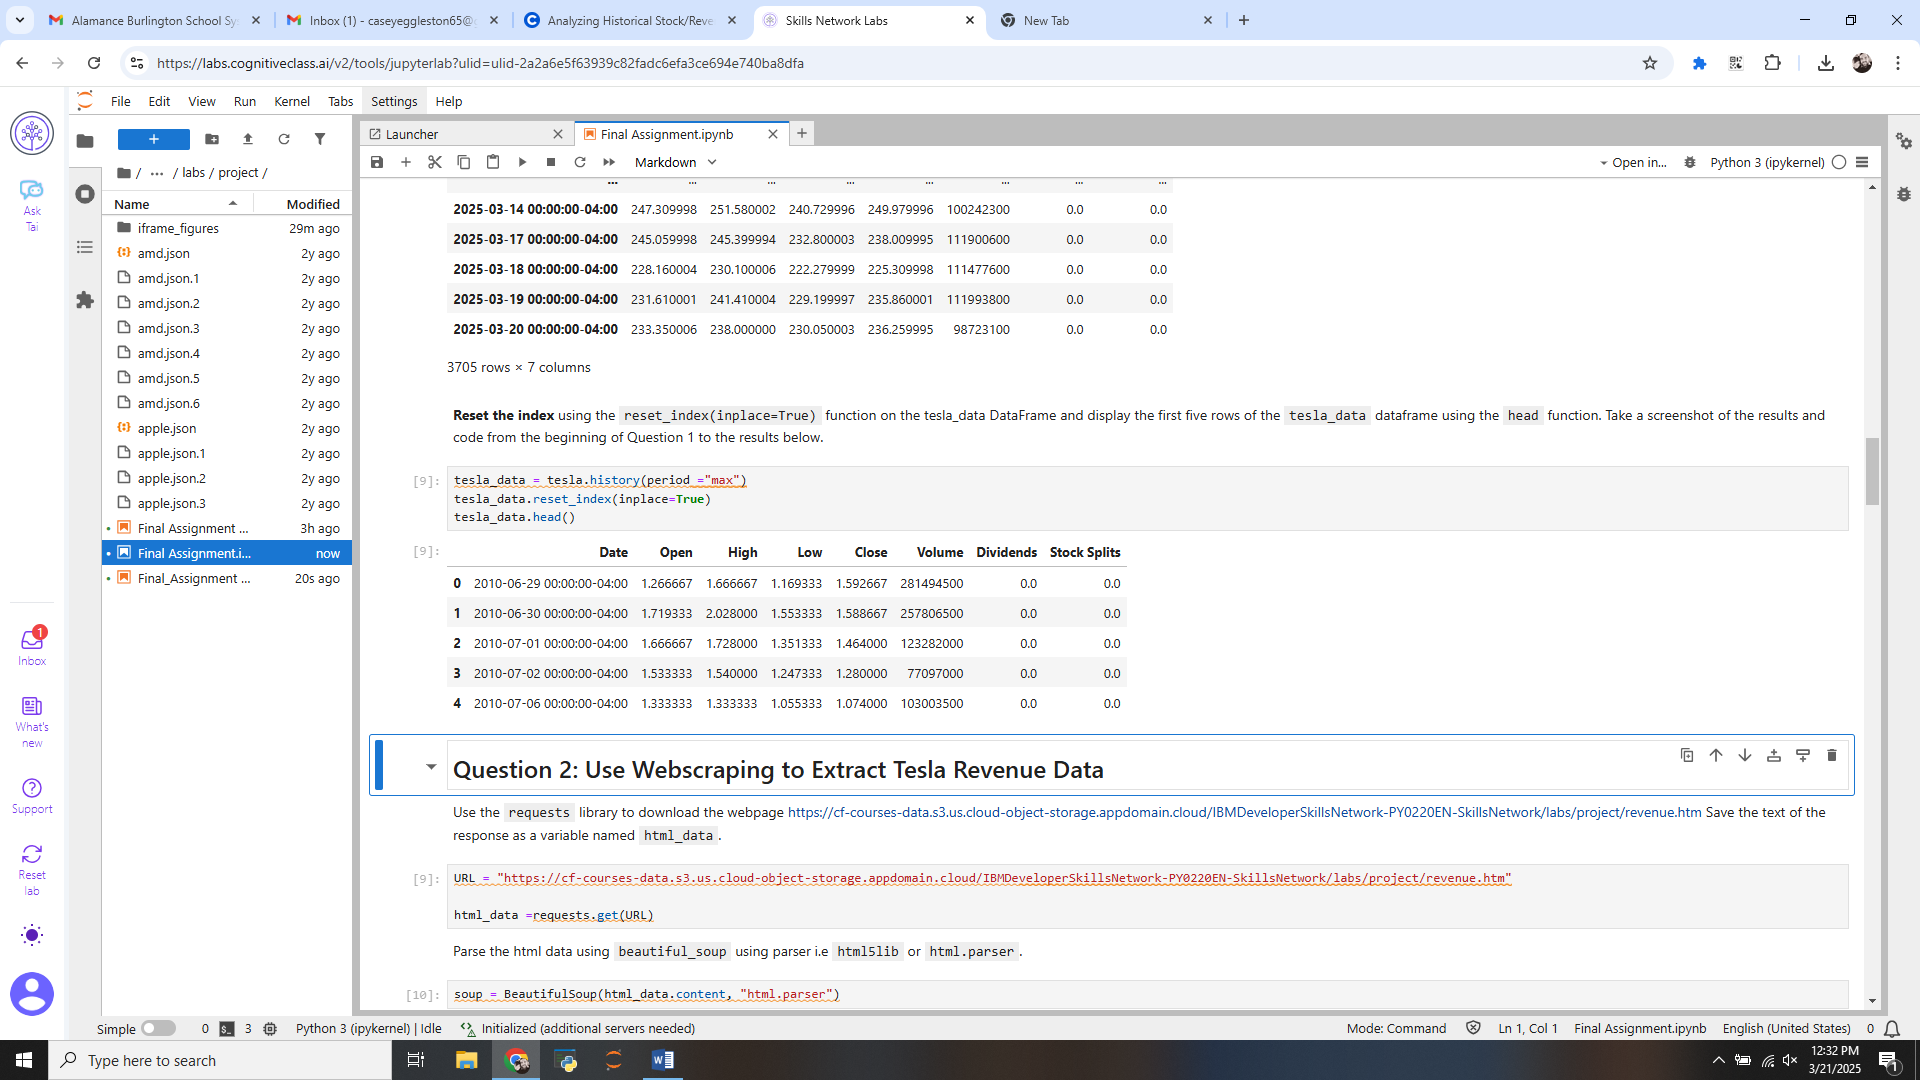 Alamance Burlington School Sy
Inbox (1) - caseyeggleston65@
Analyzing Historical Stock/Reve
Skills Network Labs
New Tab
https://labs.cognitiveclass.ai/v2/tools/jupyterlab?ulid=ulid-2a2a6e5f63939c82fadc6efa3ce694e740ba8dfa
File Edit View Run Kernel Tabs Settings Help
Launcher
Final Assignment.ipynb
Markdown
Open in...
Python 3 (ipykernel)
/ ··· / labs / project /
Name Modified
iframe_figures 29m ago
amd.json 2y ago
amd.json.1 2y ago
amd.json.2 2y ago
amd.json.3 2y ago
amd.json.4 2y ago
amd.json.5 2y ago
amd.json.6 2y ago
apple.json 2y ago
apple.json.1 2y ago
apple.json.2 2y ago
apple.json.3 2y ago
Final Assignment ... 3h ago
Final Assignment.i... now
Final_Assignment ... 20s ago
Ask
Tai
1
Inbox
What's
new
Support
Reset
lab
... ... ... ... ... ... ... ...
2025-03-14 00:00:00-04:00 247.309998 251.580002 240.729996 249.979996 100242300 0.0 0.0
2025-03-17 00:00:00-04:00 245.059998 245.399994 232.800003 238.009995 111900600 0.0 0.0
2025-03-18 00:00:00-04:00 228.160004 230.100006 222.279999 225.309998 111477600 0.0 0.0
2025-03-19 00:00:00-04:00 231.610001 241.410004 229.199997 235.860001 111993800 0.0 0.0
2025-03-20 00:00:00-04:00 233.350006 238.000000 230.050003 236.259995 98723100 0.0 0.0
3705 rows × 7 columns
Reset the index using the reset_index(inplace=True) function on the tesla_data DataFrame and display the first five rows of the tesla_data dataframe using the head function. Take a screenshot of the results and
code from the beginning of Question 1 to the results below.
[9]: tesla_data = tesla.history(period ="max")
tesla_data.reset_index(inplace=True)
tesla_data.head()
[9]: Date Open High Low Close Volume Dividends Stock Splits
0 2010-06-29 00:00:00-04:00 1.266667 1.666667 1.169333 1.592667 281494500 0.0 0.0
1 2010-06-30 00:00:00-04:00 1.719333 2.028000 1.553333 1.588667 257806500 0.0 0.0
2 2010-07-01 00:00:00-04:00 1.666667 1.728000 1.351333 1.464000 123282000 0.0 0.0
3 2010-07-02 00:00:00-04:00 1.533333 1.540000 1.247333 1.280000 77097000 0.0 0.0
4 2010-07-06 00:00:00-04:00 1.333333 1.333333 1.055333 1.074000 103003500 0.0 0.0
Question 2: Use Webscraping to Extract Tesla Revenue Data
Use the requests library to download the webpage https://cf-courses-data.s3.us.cloud-object-storage.appdomain.cloud/IBMDeveloperSkillsNetwork-PY0220EN-SkillsNetwork/labs/project/revenue.htm Save the text of the
response as a variable named html_data.
[9]: URL = "https://cf-courses-data.s3.us.cloud-object-storage.appdomain.cloud/IBMDeveloperSkillsNetwork-PY0220EN-SkillsNetwork/labs/project/revenue.htm"
html_data =requests.get(URL)
Parse the html data using beautiful_soup using parser i.e html5lib or html.parser.
[10]: soup = BeautifulSoup(html_data.content, "html.parser")
Simple 0 $_ 3 Python 3 (ipykernel) | Idle Initialized (additional servers needed) Mode: Command Ln 1, Col 1 Final Assignment.ipynb English (United States) 0
Type here to search
12:32 PM
3/21/2025
1